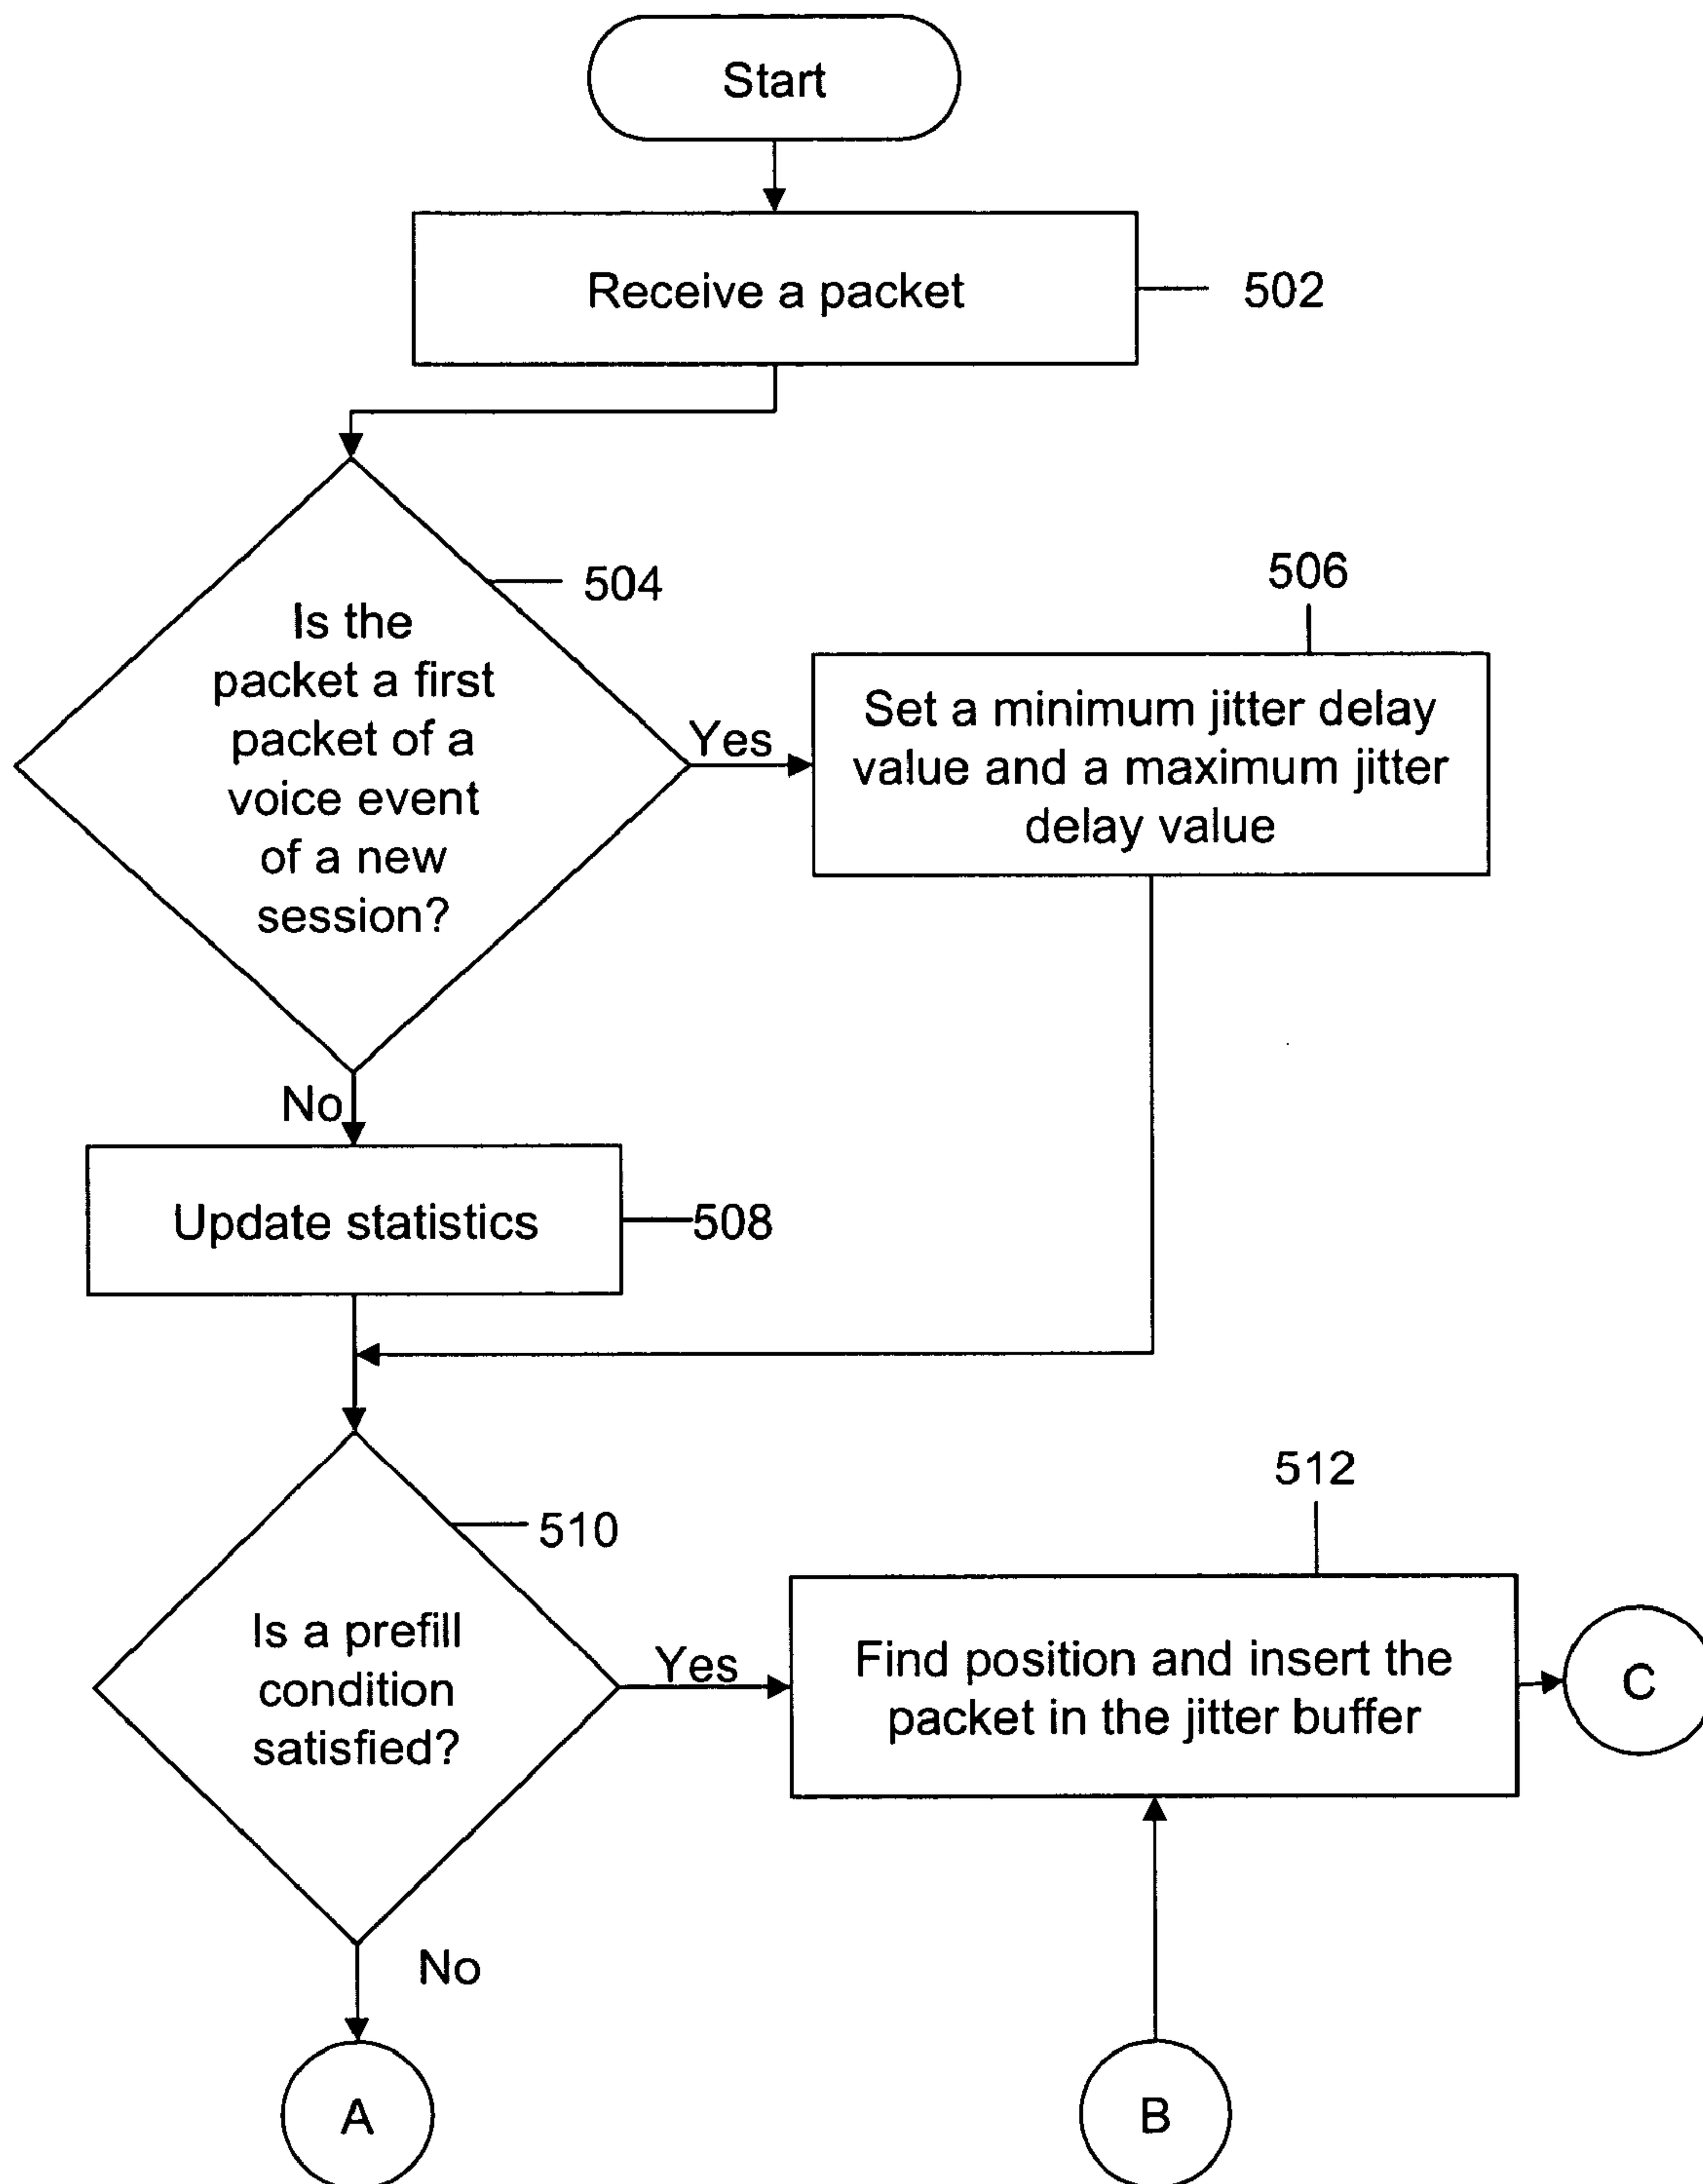 Start
Receive a packet
502
504
Is the
packet a first
packet of a
voice event
of a new
session?
Yes
506
Set a minimum jitter delay
value and a maximum jitter
delay value
No
Update statistics
508
510
Is a prefill
condition
satisfied?
Yes
512
Find position and insert the
packet in the jitter buffer
C
No
A
B